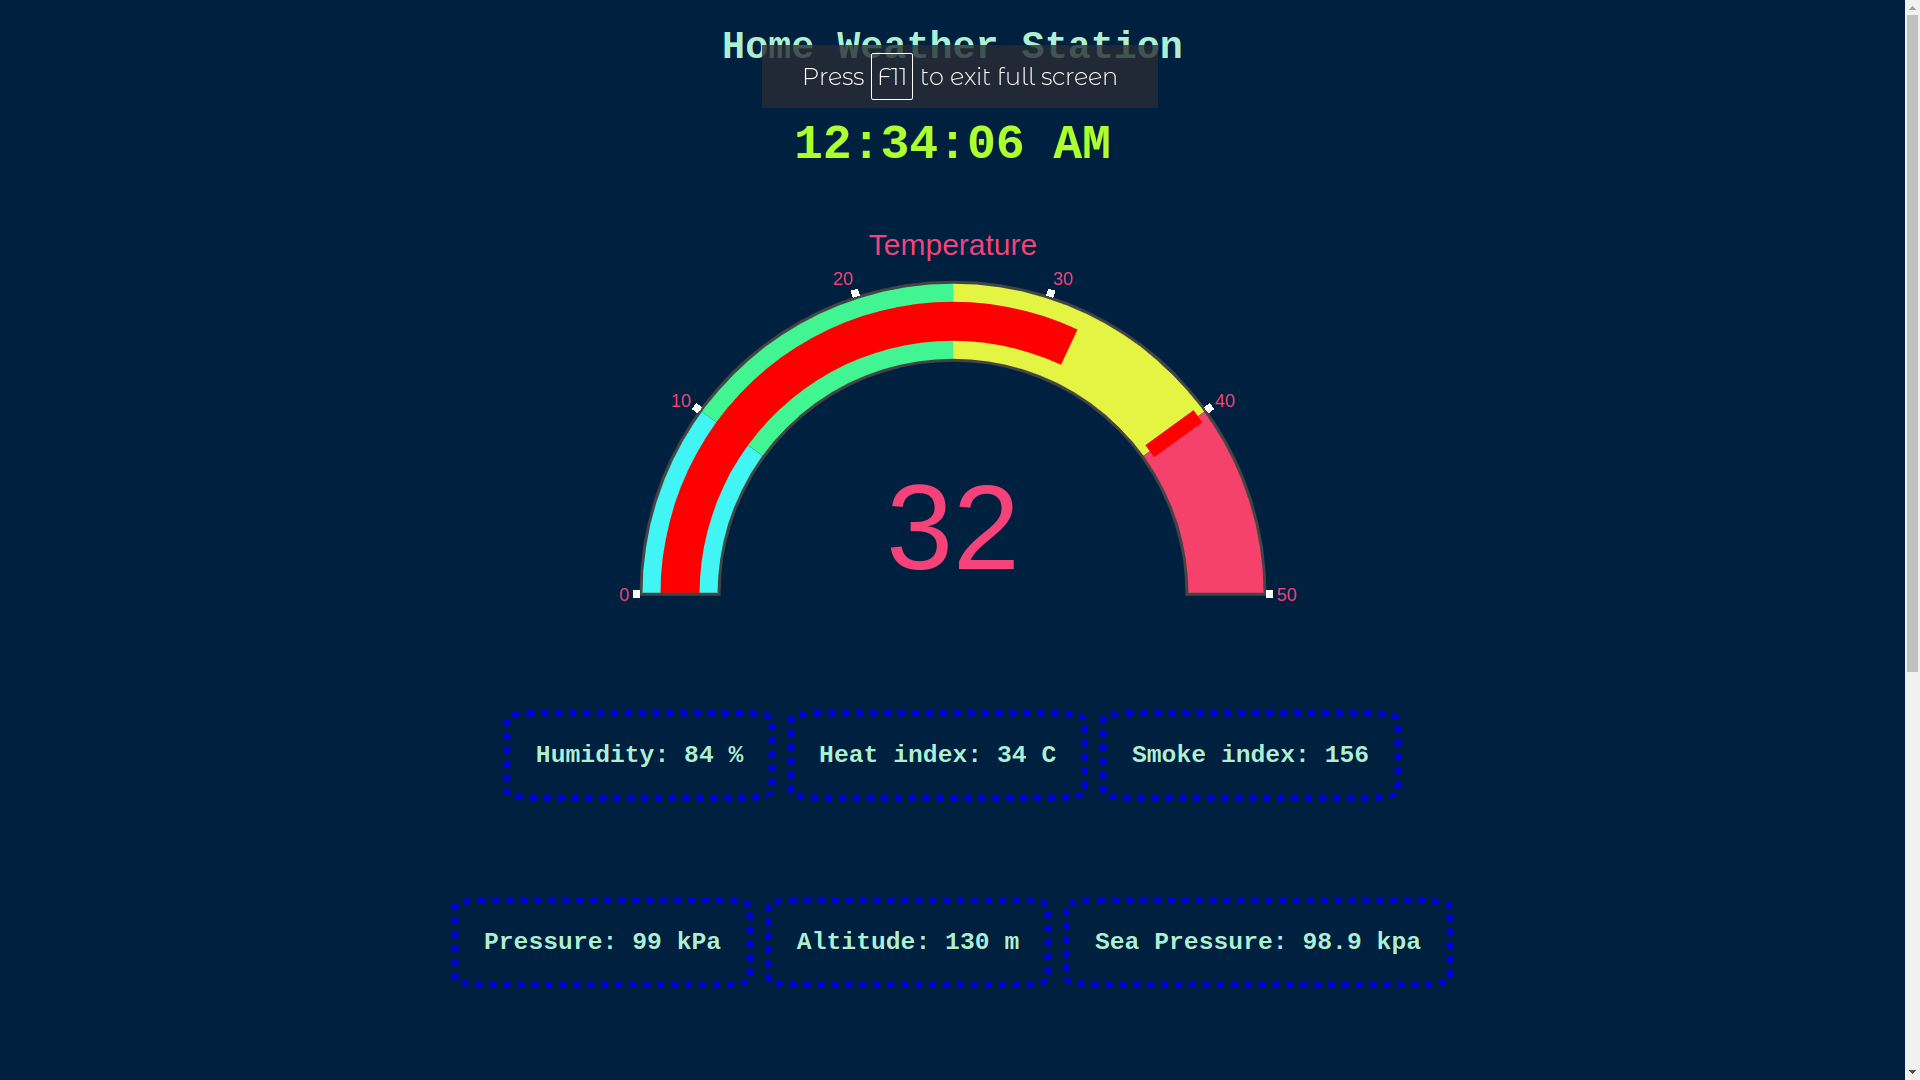 Home Weather Station
Press F11 to exit full screen
12:34:06 AM
Temperature
20 30
10 40
32
0 50
Humidity: 84 % Heat index: 34 C Smoke index: 156
Pressure: 99 kPa Altitude: 130 m Sea Pressure: 98.9 kpa